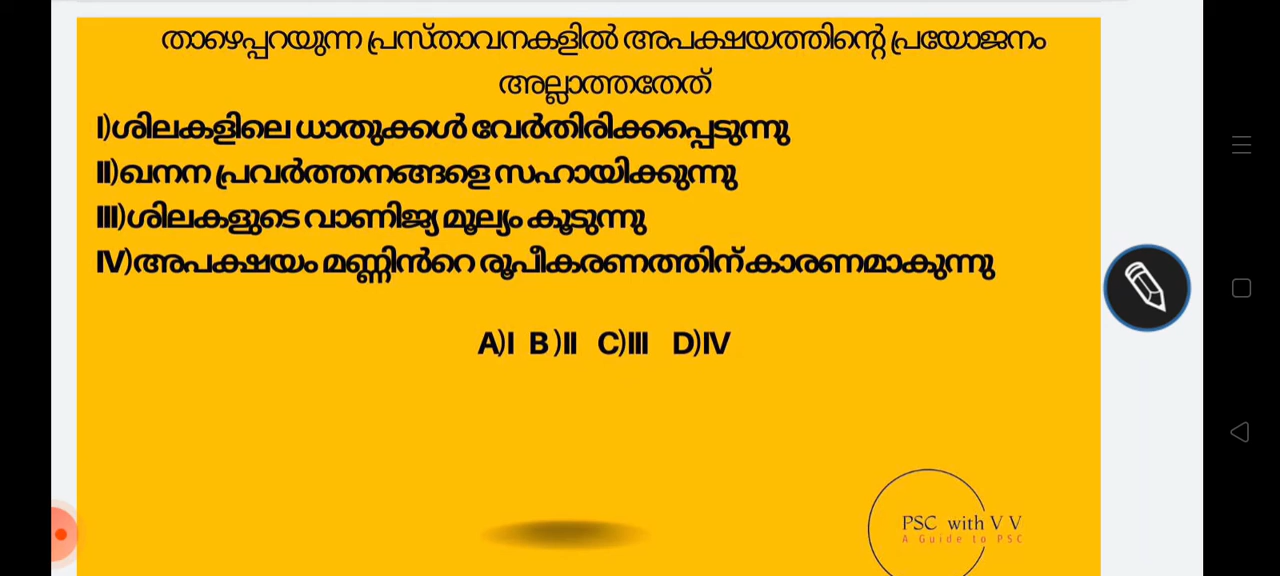 താഴെപ്പറയുന്ന പ്രസ്താവനകളിൽ അപക്ഷയത്തിന്റെ പ്രയോജനം
അല്ലാത്തതേത്
I)ശിലകളിലെ ധാതുക്കൾ വേർതിരിക്കപ്പെടുന്നു
II)ഖനന പ്രവർത്തനങ്ങളെ സഹായിക്കുന്നു
III)ശിലകളുടെ വാണിജ്യ മൂല്യം കൂടുന്നു
IV)അപക്ഷയം മണ്ണിൻറെ രൂപീകരണത്തിന് കാരണമാകുന്നു
A)I B )II C)III D)IV
PSC with V V
A Guide to PSC